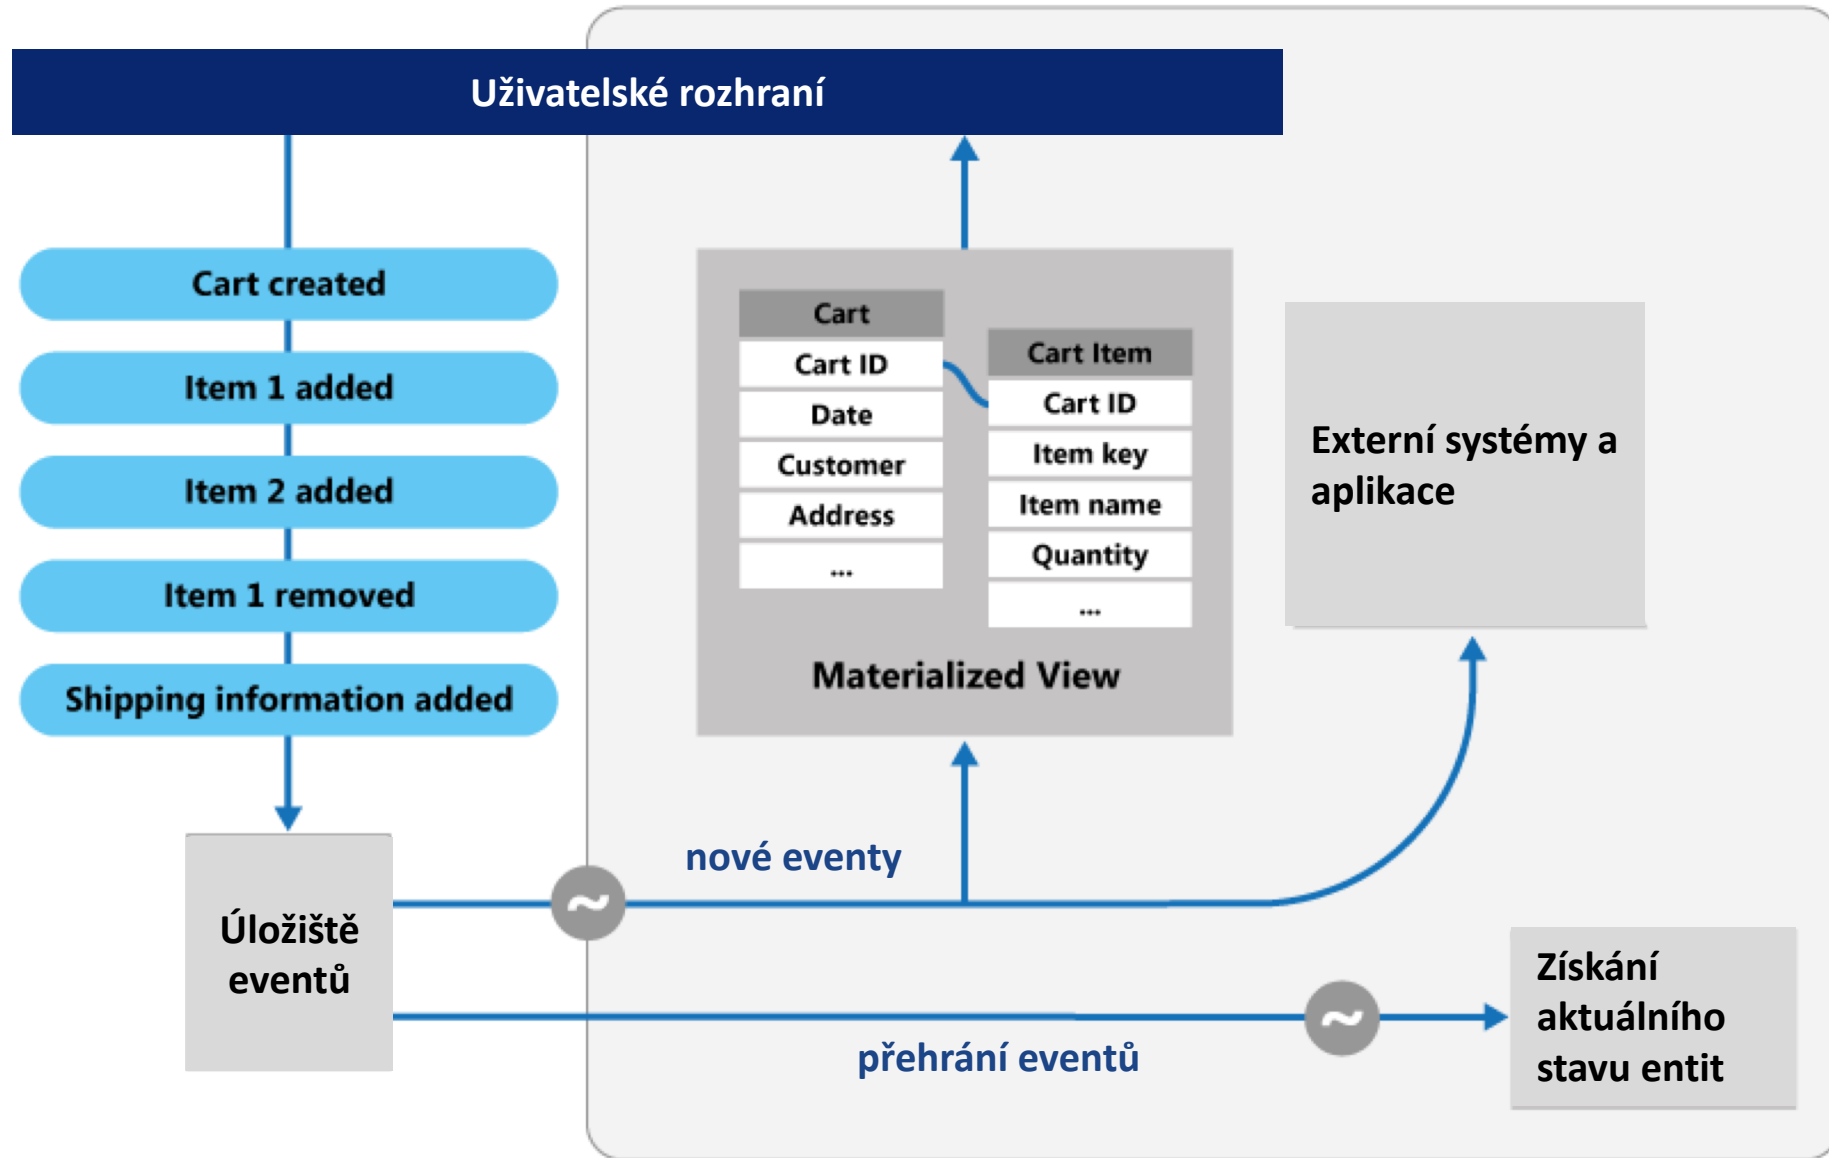 Uživatelské rozhraní
Cart created
Item 1 added
Item 2 added
Item 1 removed
Shipping information added
Úložiště
eventů
Cart
Cart ID
Date
Customer
Address
...
Cart Item
Cart ID
Item key
Item name
Quantity
...
Materialized View
Externí systémy a
aplikace
nové eventy
~
přehrání eventů
~
Získání
aktuálního
stavu entit